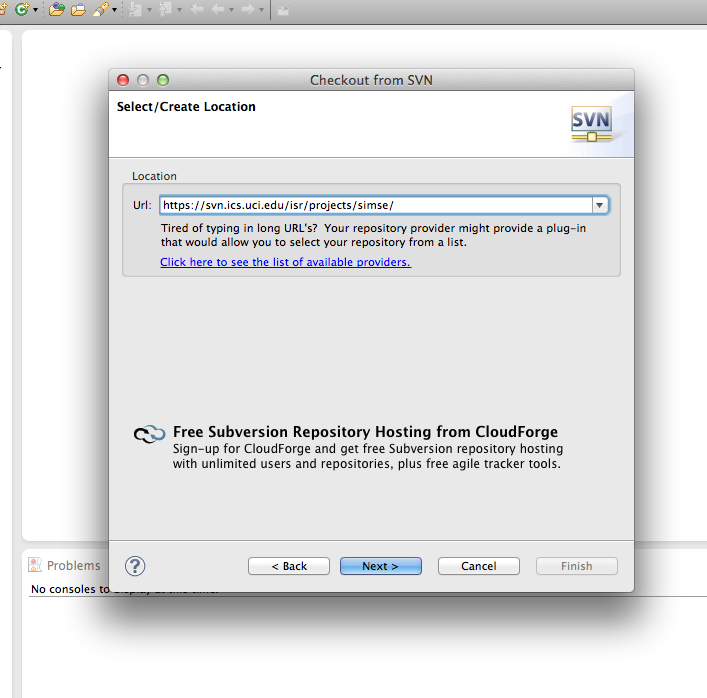 Checkout from SVN
Select/Create Location
SVN
Location
Url: https://svn.ics.uci.edu/isr/projects/simse/
Tired of typing in long URL's? Your repository provider might provide a plug-in
that would allow you to select your repository from a list.
Click here to see the list of available providers.
Free Subversion Repository Hosting from CloudForge
Sign-up for CloudForge and get free Subversion repository hosting
with unlimited users and repositories, plus free agile tracker tools.
? < Back Next > Cancel Finish
Problems
No consoles to display at this time.